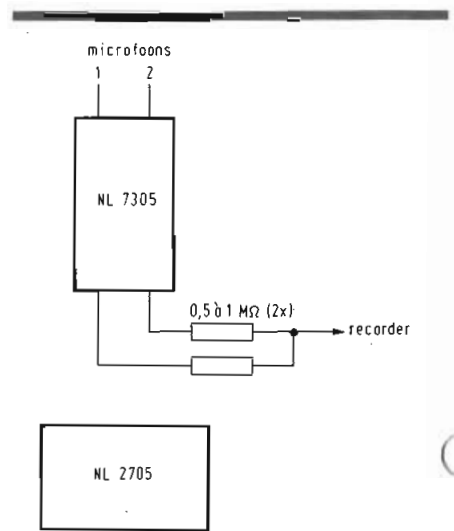 microfoons
1 2
NL 7305
0,5 à 1 MΩ (2x)
recorder
NL 2705